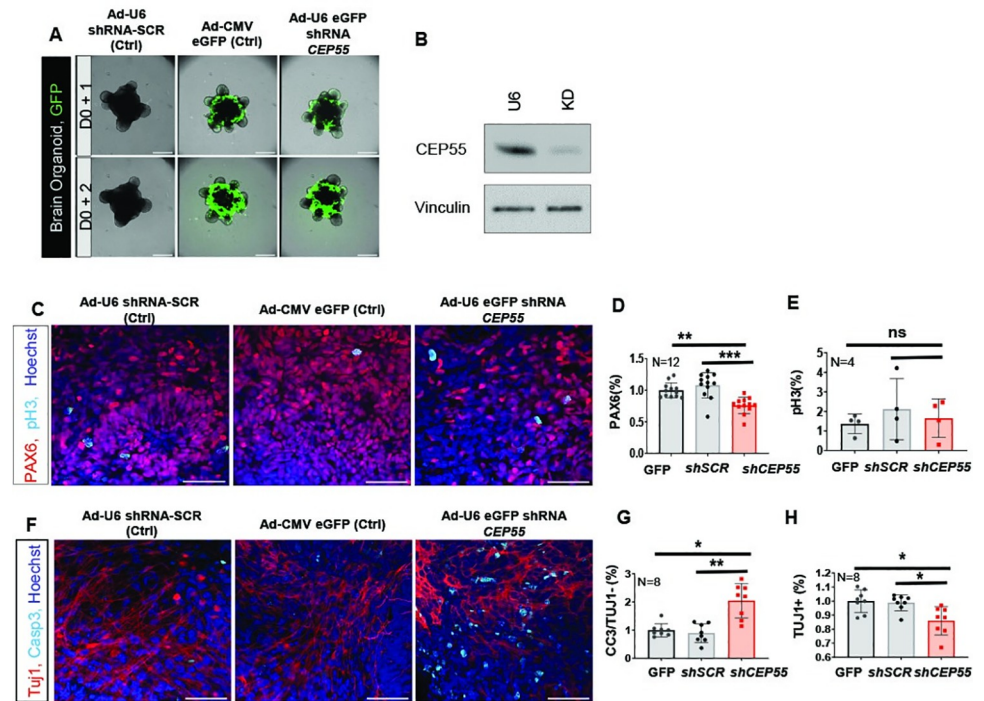 A
Ad-U6
shRNA-SCR
(Ctrl)
Ad-CMV
eGFP (Ctrl)
Ad-U6 eGFP
shRNA
CEP55
Brain Organoid, GFP
D0 + 1
D0 + 2
B
U6
KD
CEP55
Vinculin
C
Ad-U6 shRNA-SCR
(Ctrl)
Ad-CMV eGFP (Ctrl)
Ad-U6 eGFP shRNA
CEP55
PAX6, pH3, Hoechst
D
**
***
N=12
PAX6(%)
1.5
1.0
0.5
0.0
GFP
shSCR
shCEP55
E
ns
N=4
pH3(%)
5
4
3
2
1
0
GFP
shSCR
shCEP55
F
Ad-U6 shRNA-SCR
(Ctrl)
Ad-CMV eGFP (Ctrl)
Ad-U6 eGFP shRNA
CEP55
Tuj1, Casp3, Hoechst
G
*
**
N=8
CC3/TUJ1- (%)
3
2
1
0
GFP
shSCR
shCEP55
H
*
*
N=8
TUJ1+ (%)
1.2
1.1
1.0
0.9
0.8
0.7
0.6
GFP
shSCR
shCEP55